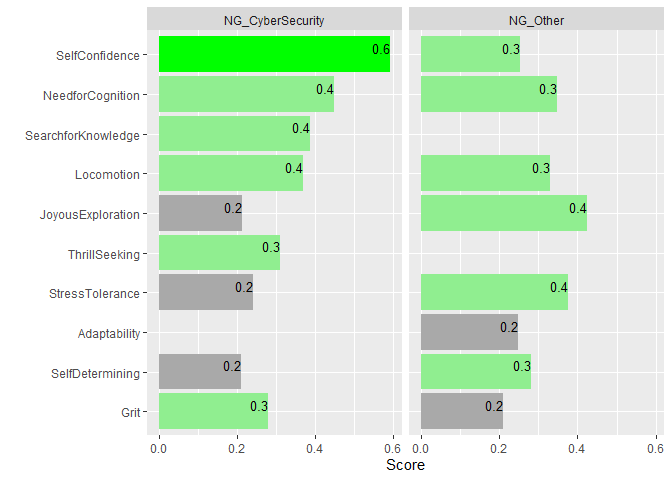 NG_CyberSecurity NG_Other
SelfConfidence 0.6 0.3
NeedforCognition 0.4 0.3
SearchforKnowledge 0.4
Locomotion 0.4 0.3
JoyousExploration 0.2 0.4
ThrillSeeking 0.3
StressTolerance 0.2 0.4
Adaptability 0.2
SelfDetermining 0.2 0.3
Grit 0.3 0.2
0.0 0.2 0.4 0.6 0.0 0.2 0.4 0.6
Score